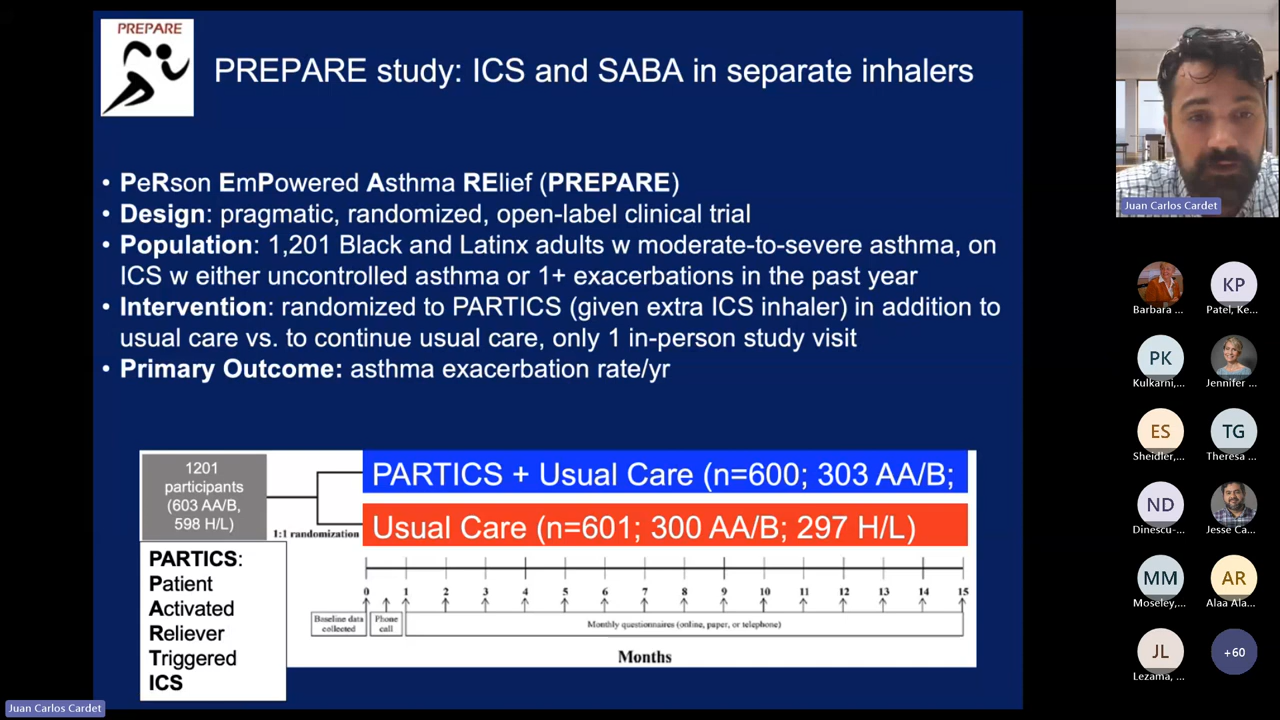 PREPARE
PREPARE study: ICS and SABA in separate inhalers
• PeRson EmPowered Asthma RElief (PREPARE)
• Design: pragmatic, randomized, open-label clinical trial
• Population: 1,201 Black and Latinx adults w moderate-to-severe asthma, on
ICS w either uncontrolled asthma or 1+ exacerbations in the past year
• Intervention: randomized to PARTICS (given extra ICS inhaler) in addition to
usual care vs. to continue usual care, only 1 in-person study visit
• Primary Outcome: asthma exacerbation rate/yr
1201
participants
(603 AA/B,
598 H/L)
1:1 randomization
PARTICS + Usual Care (n=600; 303 AA/B;
Usual Care (n=601; 300 AA/B; 297 H/L)
0 1 2 3 4 5 6 7 8 9 10 11 12 13 14 15
Baseline data
collected
Phone
call
Monthly questionnaires (online, paper, or telephone)
Months
PARTICS:
Patient
Activated
Reliever
Triggered
ICS
Juan Carlos Cardet
Juan Carlos Cardet
Barbara ...
KP
Patel, Ke...
PK
Kulkarni,...
Jennifer ...
ES
Sheidler,...
TG
Theresa ...
ND
Dinescu-...
Jesse Ca...
MM
Moseley,...
AR
Alaa Ala...
JL
Lezama, ...
+60